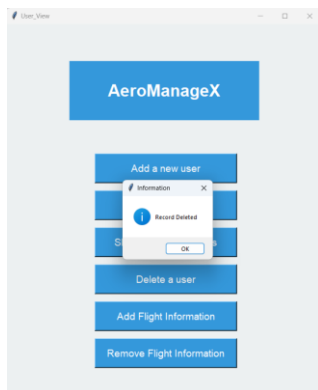 User_View
AeroManageX
Add a new user
Information
Record Deleted
OK
Delete a user
Add Flight Information
Remove Flight Information